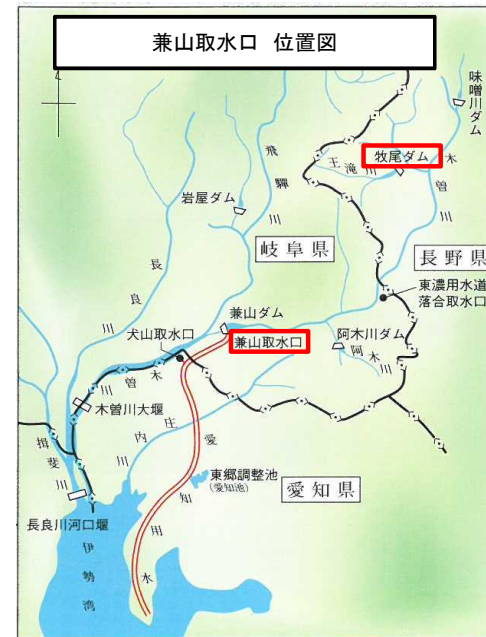 兼山取水口 位置図
味噌川ダム
牧尾ダム
王滝川
木曽川
飛騨川
岩屋ダム
岐阜県
長野県
長良川
東濃用水道
落合取水口
兼山ダム
犬山取水口
兼山取水口
阿木川ダム
阿木川
木曽川
木曽川大堰
庄内川
揖斐川
愛知用水
東郷調整池
(愛知池)
愛知県
長良川河口堰
伊勢湾